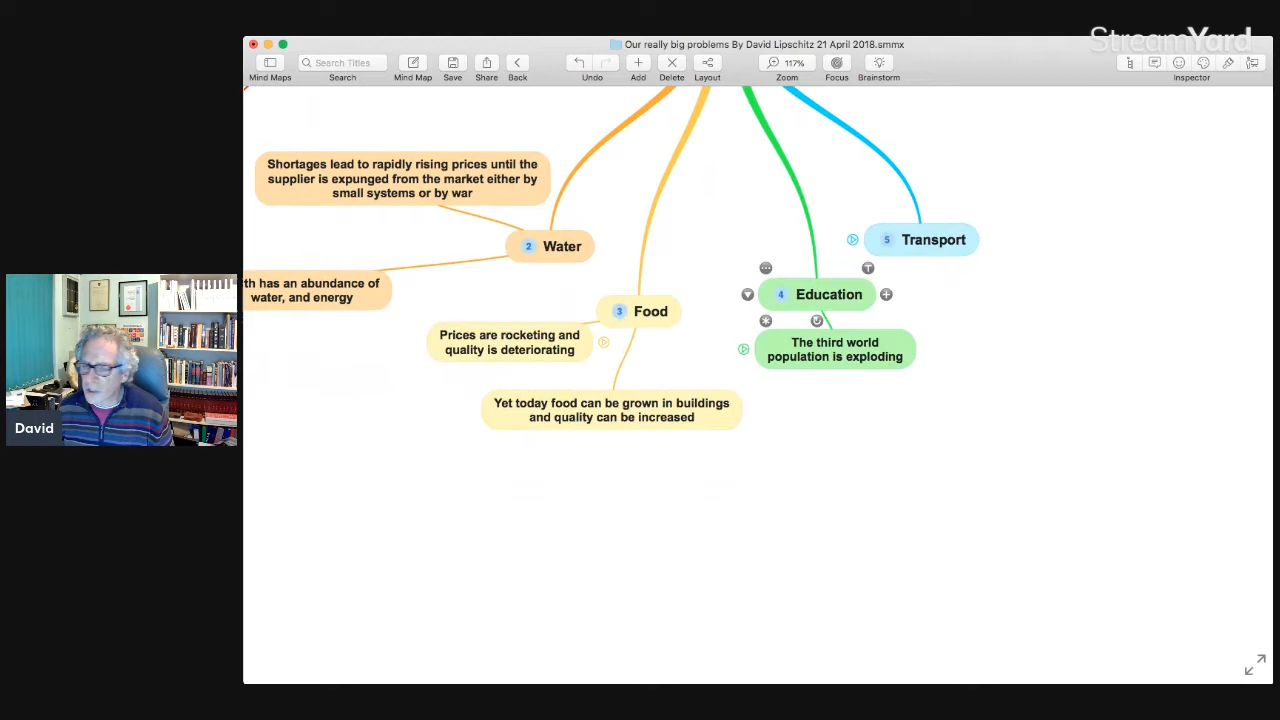 StreamYard
Our really big problems By David Lipschitz 21 April 2018.smmx
Search Titles
117%
Mind Maps
Search
Mind Map
Save
Share
Back
Undo
Add
Delete
Layout
Zoom
Focus
Brainstorm
Inspector
Shortages lead to rapidly rising prices until the
supplier is expunged from the market either by
small systems or by war
2 Water
th has an abundance of
water, and energy
3 Food
Prices are rocketing and
quality is deteriorating
Yet today food can be grown in buildings
and quality can be increased
4 Education
The third world
population is exploding
5 Transport
David